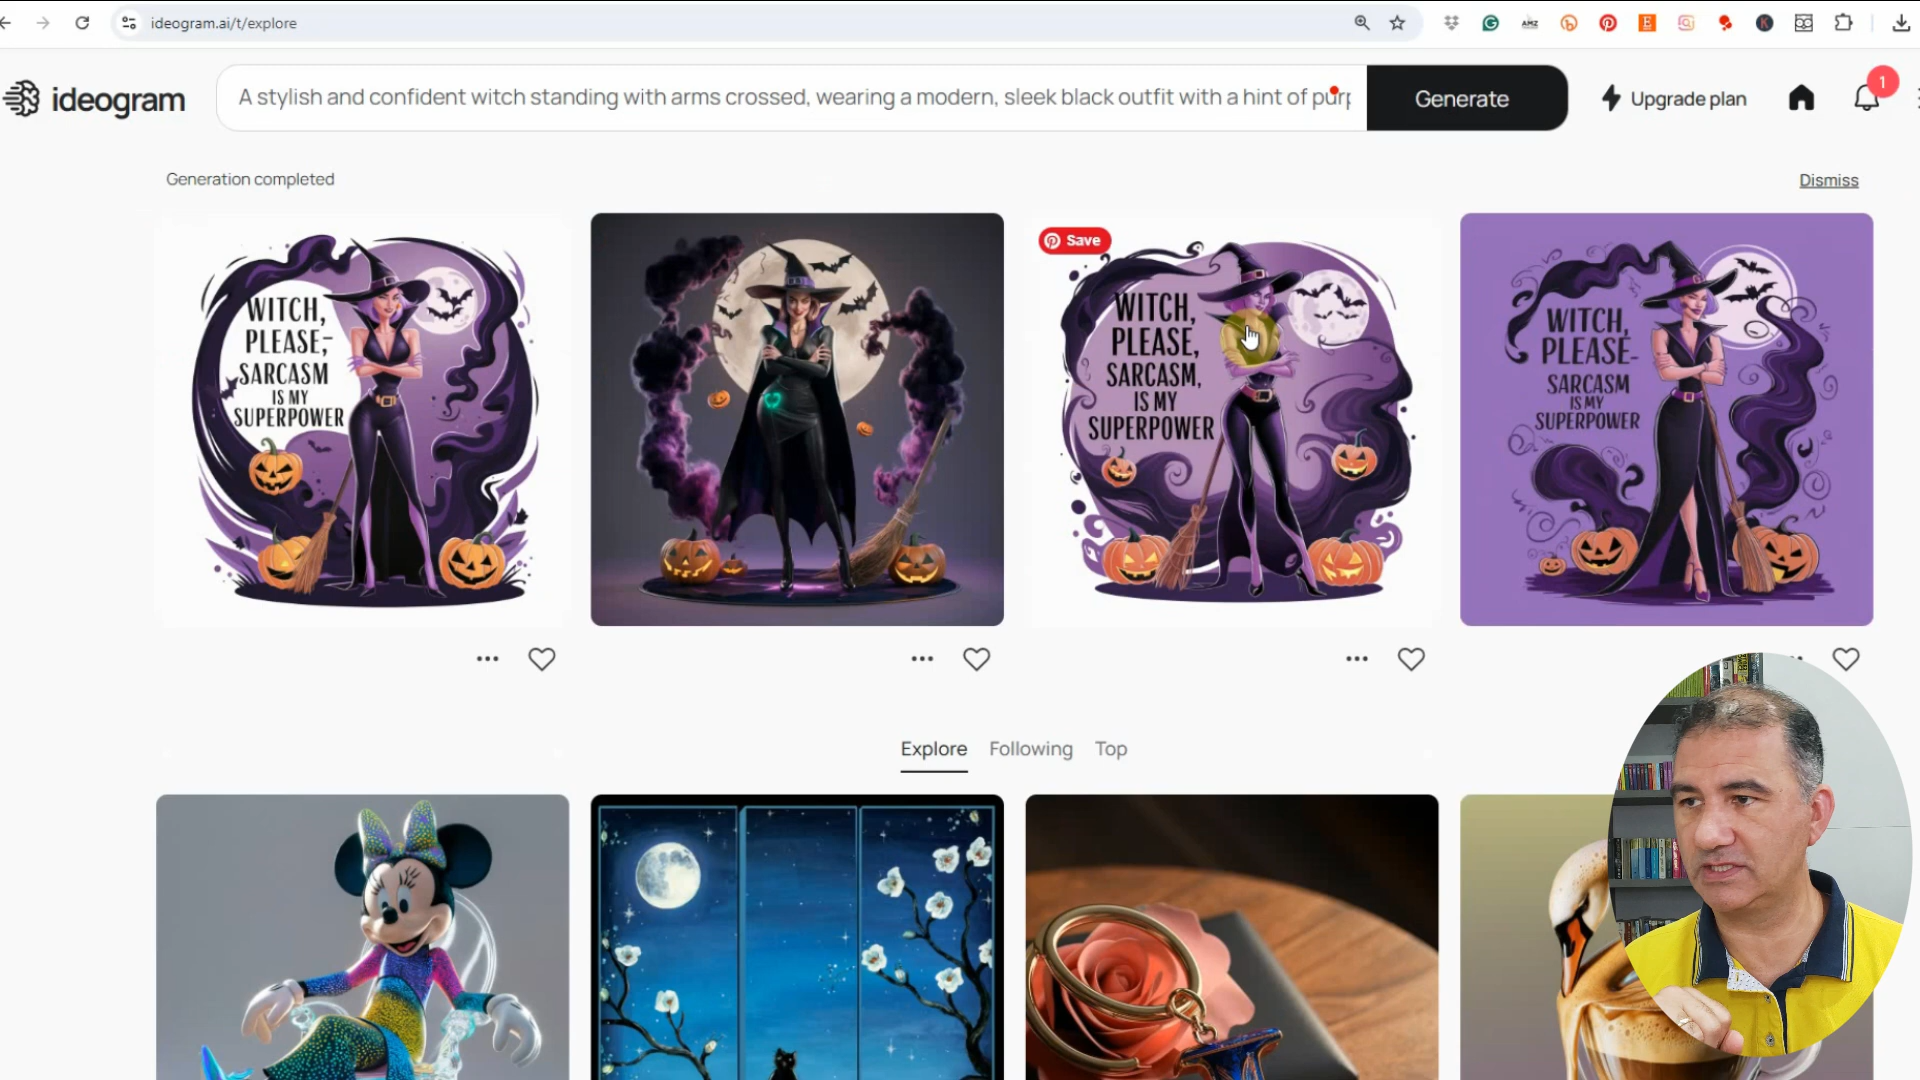 ideogram.ai/t/explore
AMZ
ideogram
A stylish and confident witch standing with arms crossed, wearing a modern, sleek black outfit with a hint of purp
Generate
Upgrade plan
1
Generation completed
Dismiss
WITCH,
PLEASE,-
SARCASM
IS MY
SUPERPOWER
Save
WITCH,
PLEASE,
SARCASM,
IS MY
SUPERPOWER
WITCH,
PLEASE-
SARCASM
IS MY
SUPERPOWER
Explore
Following
Top